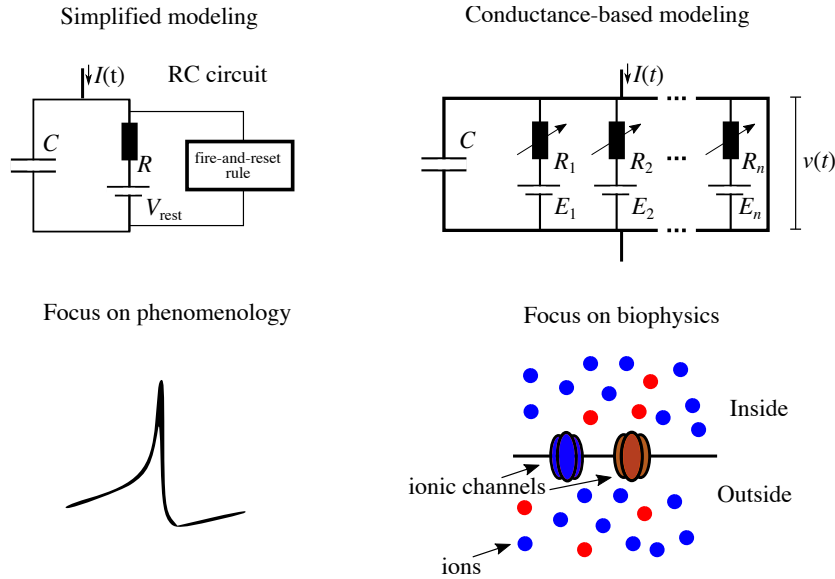 Simplified modeling
I(t)
RC circuit
C
R
fire-and-reset
rule
V_rest
Conductance-based modeling
I(t)
C
R_1
R_2
R_n
v(t)
E_1
E_2
E_n
Focus on phenomenology
Focus on biophysics
Inside
ionic channels
Outside
ions